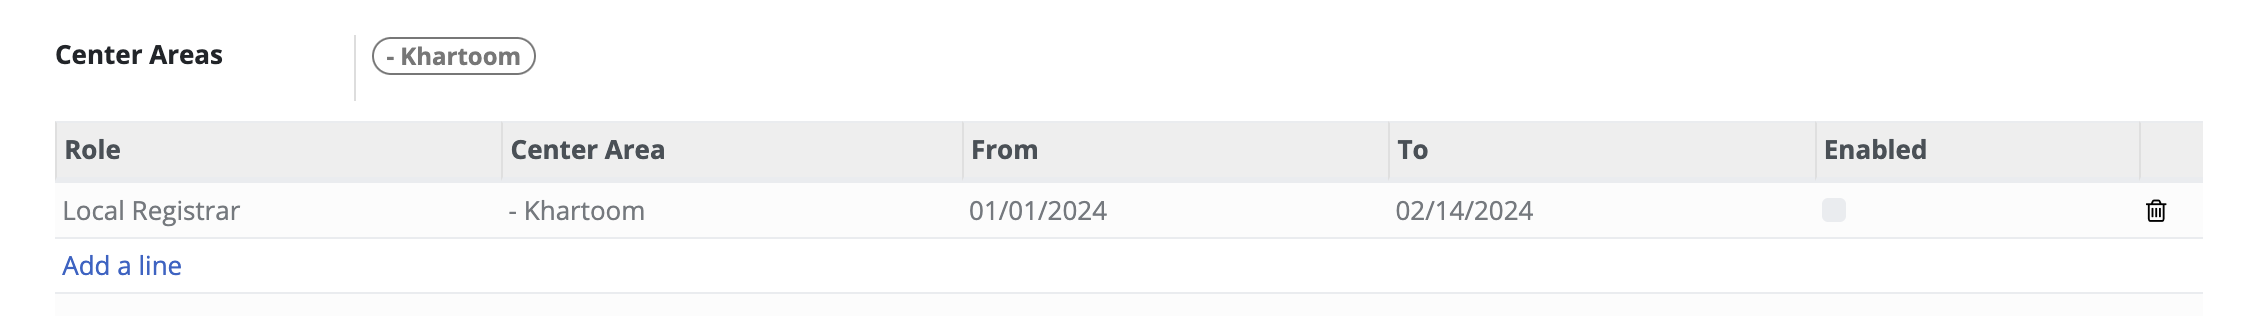 Center Areas - Khartoom
Role Center Area From To Enabled
Local Registrar - Khartoom 01/01/2024 02/14/2024
Add a line